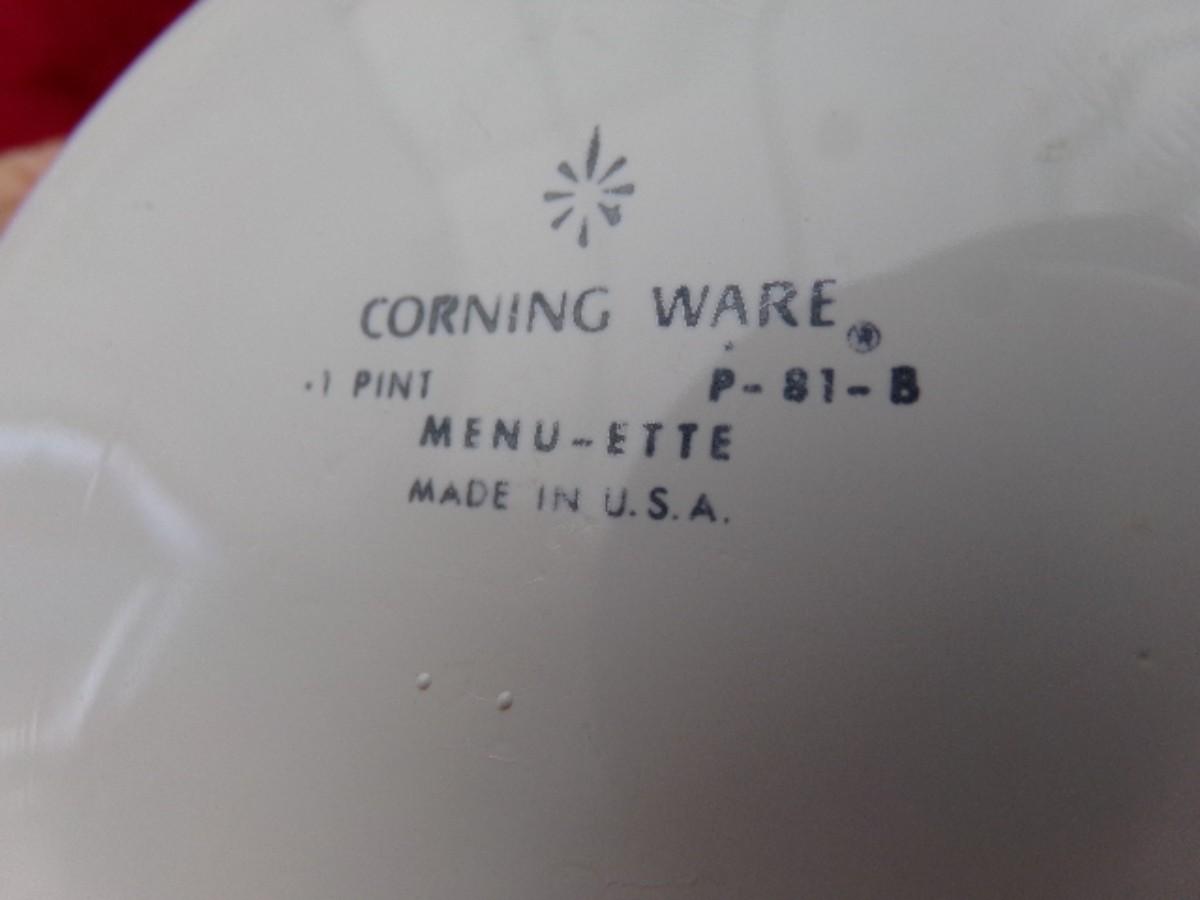 CORNING WARE®
1 PINT P-81-B
MENU-ETTE
MADE IN U.S.A.